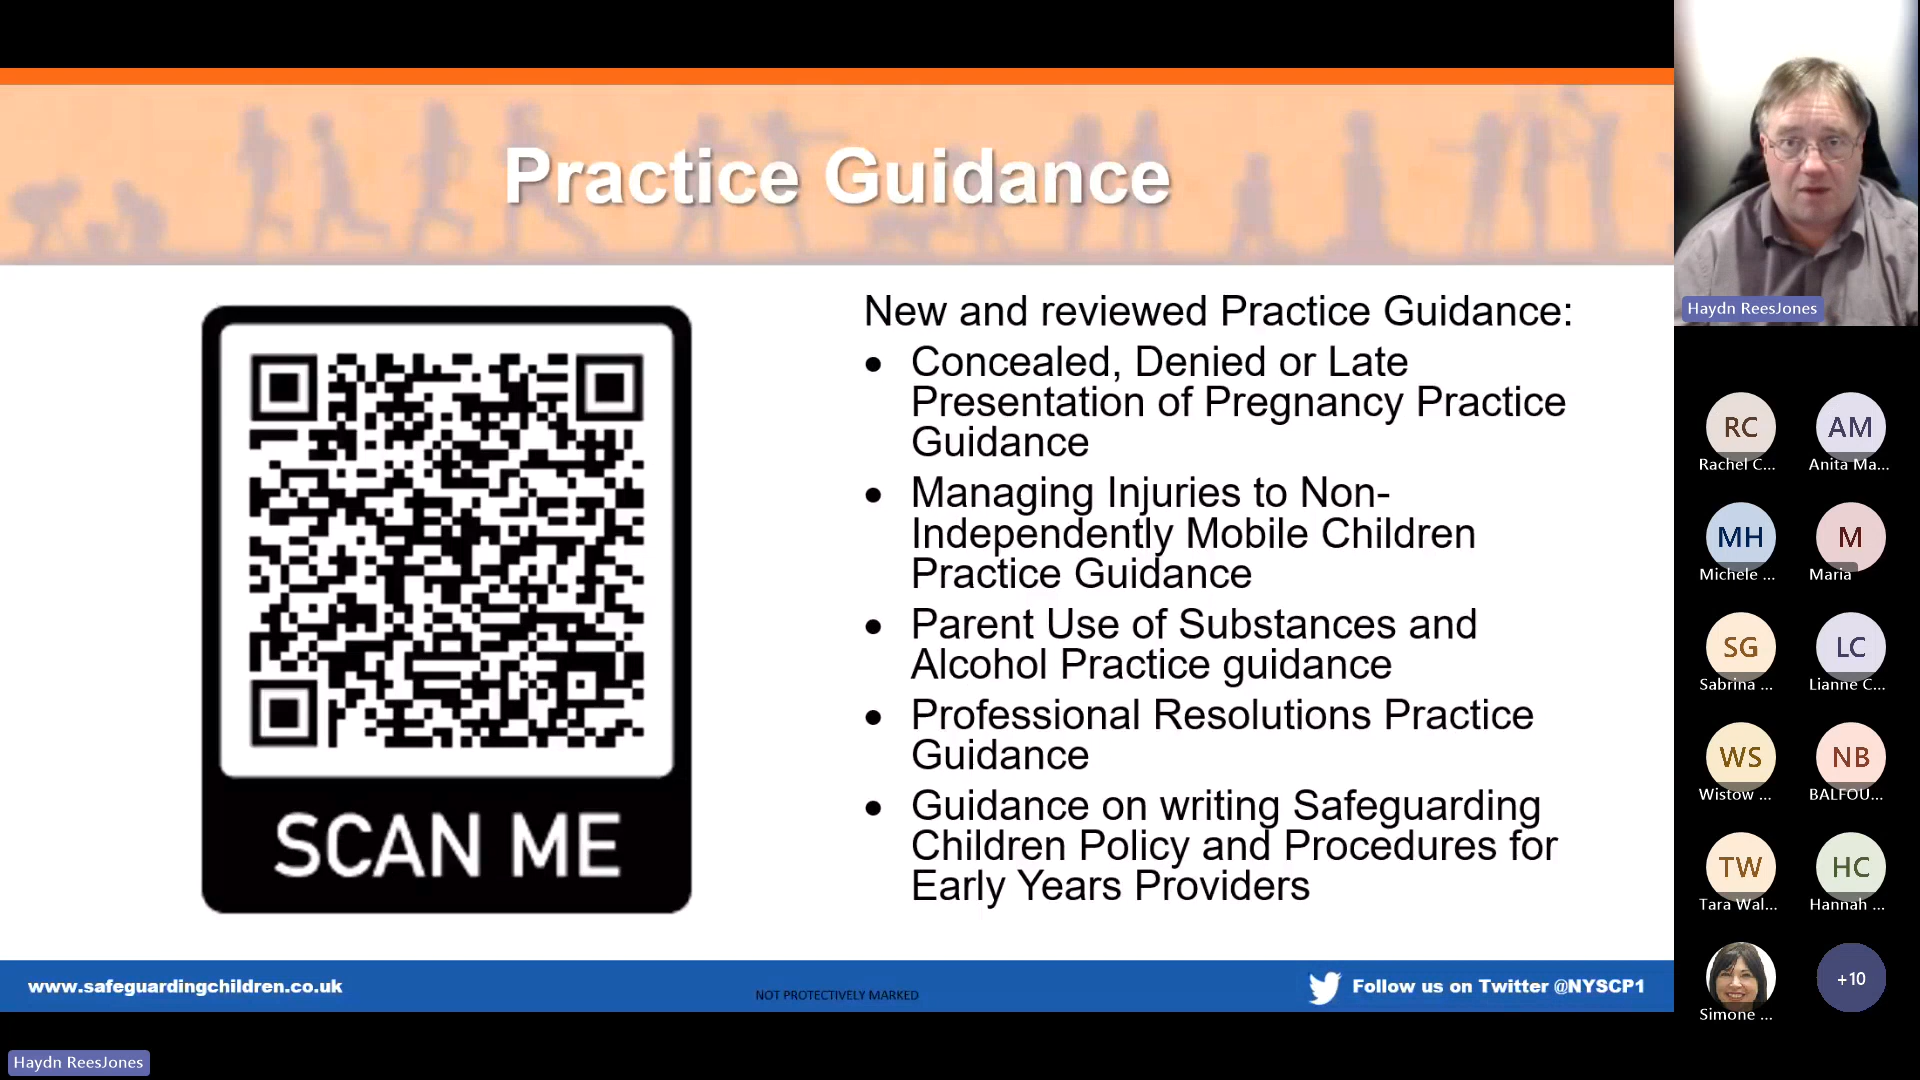 Practice Guidance
New and reviewed Practice Guidance:
• Concealed, Denied or Late
Presentation of Pregnancy Practice
Guidance
• Managing Injuries to Non-
Independently Mobile Children
Practice Guidance
• Parent Use of Substances and
Alcohol Practice guidance
• Professional Resolutions Practice
Guidance
• Guidance on writing Safeguarding
Children Policy and Procedures for
Early Years Providers
SCAN ME
www.safeguardingchildren.co.uk
NOT PROTECTIVELY MARKED
Follow us on Twitter @NYSCP1
Haydn ReesJones
Haydn ReesJones
RC
Rachel C...
AM
Anita Ma...
MH
Michele ...
M
Maria
SG
Sabrina ...
LC
Lianne C...
WS
Wistow ...
NB
BALFOU...
TW
Tara Wal...
HC
Hannah ...
Simone ...
+10